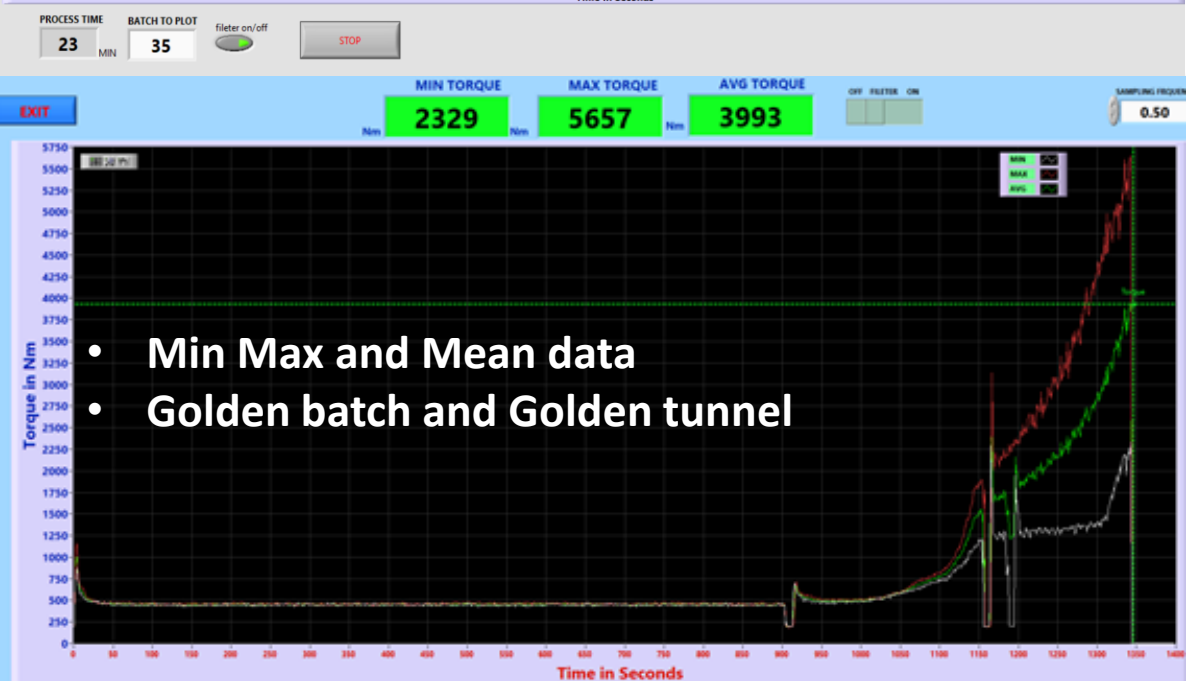 PROCESS TIME
23 MIN
BATCH TO PLOT
35
fileter on/off
STOP
EXIT
MIN TORQUE
2329 Nm
MAX TORQUE
5657 Nm
AVG TORQUE
3993
Nm
OFF FILETER ON
0.50
MIN
MAX
AVG
Torque
• Min Max and Mean data
• Golden batch and Golden tunnel
Torque in Nm
5750
5500
5250
5000
4750
4500
4250
4000
3750
3500
3250
3000
2750
2500
2250
2000
1750
1500
1250
1000
750
500
250
0
0 50 100 150 200 250 300 350 400 450 500 550 600 650 700 750 800 850 900 950 1000 1050 1100 1150 1200 1250 1300 1350 1400
Time in Seconds